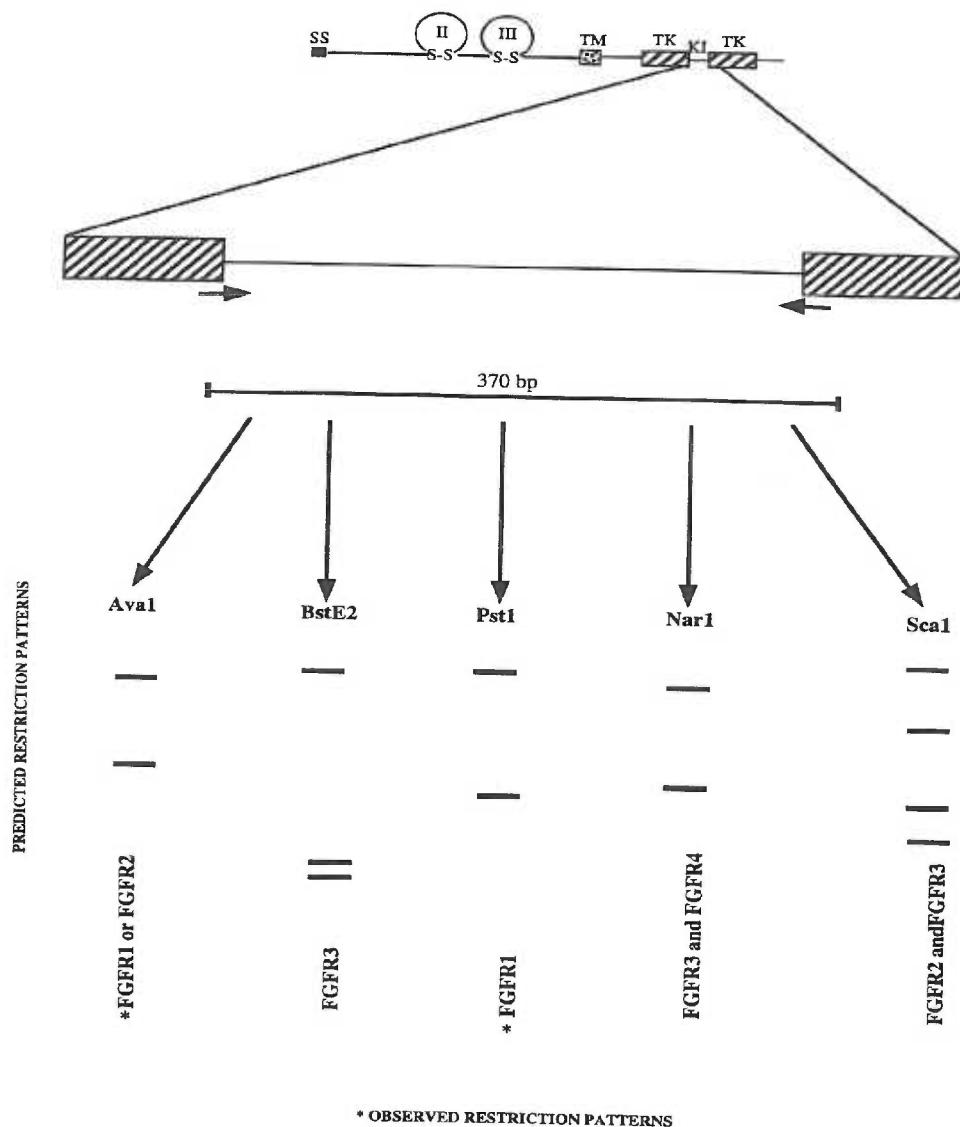 SS II III TM TK KI TK
S-S S-S
370 bp
PREDICTED RESTRICTION PATTERNS
Ava1 BstE2 Pst1 Nar1 Sca1
*FGFR1 or FGFR2
FGFR3
* FGFR1
FGFR3 and FGFR4
FGFR2 andFGFR3
* OBSERVED RESTRICTION PATTERNS